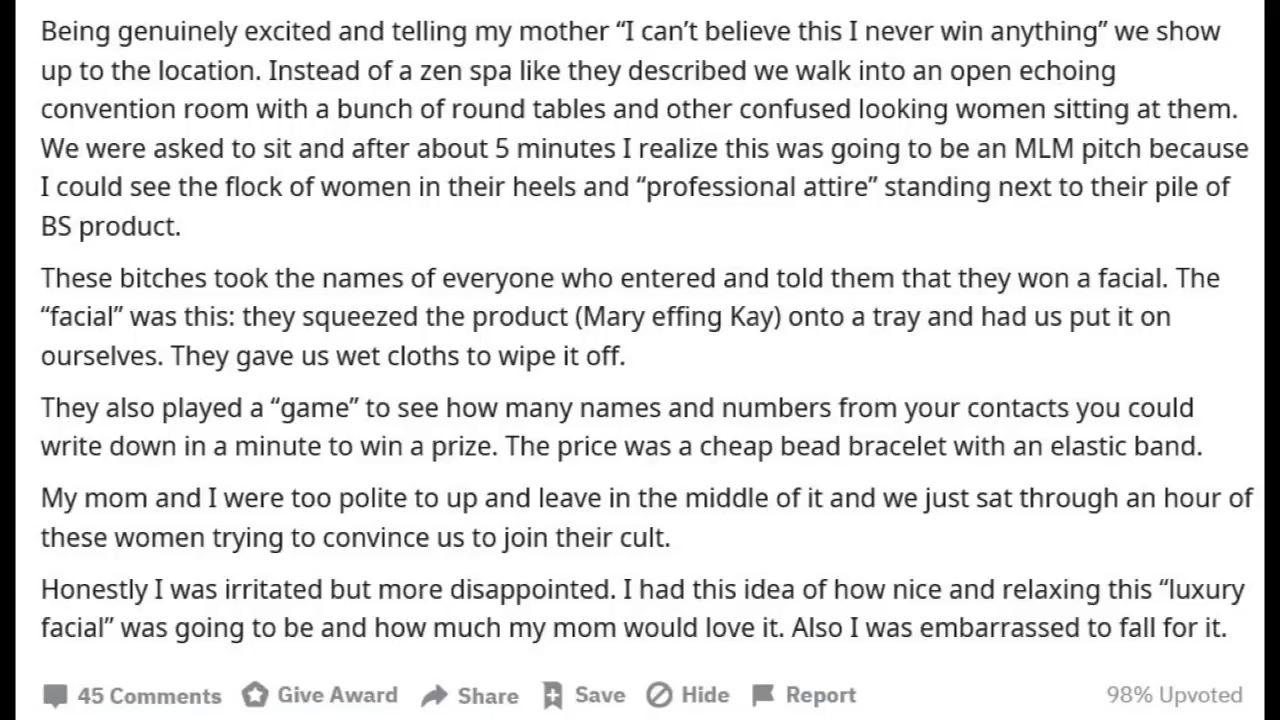 Being genuinely excited and telling my mother “I can’t believe this I never win anything” we show
up to the location. Instead of a zen spa like they described we walk into an open echoing
convention room with a bunch of round tables and other confused looking women sitting at them.
We were asked to sit and after about 5 minutes I realize this was going to be an MLM pitch because
I could see the flock of women in their heels and “professional attire” standing next to their pile of
BS product.
These bitches took the names of everyone who entered and told them that they won a facial. The
“facial” was this: they squeezed the product (Mary effing Kay) onto a tray and had us put it on
ourselves. They gave us wet cloths to wipe it off.
They also played a “game” to see how many names and numbers from your contacts you could
write down in a minute to win a prize. The price was a cheap bead bracelet with an elastic band.
My mom and I were too polite to up and leave in the middle of it and we just sat through an hour of
these women trying to convince us to join their cult.
Honestly I was irritated but more disappointed. I had this idea of how nice and relaxing this “luxury
facial” was going to be and how much my mom would love it. Also I was embarrassed to fall for it.
45 Comments Give Award Share Save Hide Report 98% Upvoted